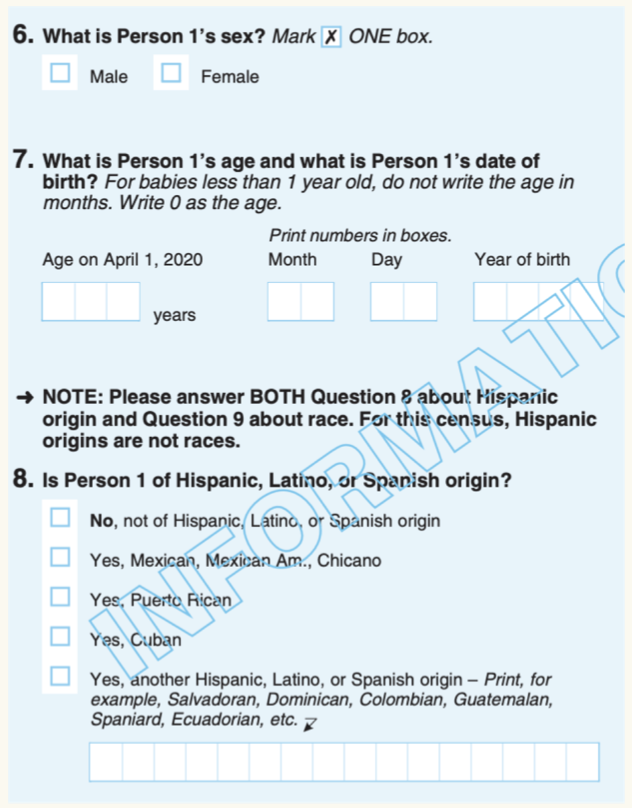 6. What is Person 1's sex? Mark ✗ ONE box.
Male Female
7. What is Person 1's age and what is Person 1's date of
birth? For babies less than 1 year old, do not write the age in
months. Write 0 as the age.
Print numbers in boxes.
Age on April 1, 2020 Month Day Year of birth
years
➔ NOTE: Please answer BOTH Question 8 about Hispanic
origin and Question 9 about race. For this census, Hispanic
origins are not races.
8. Is Person 1 of Hispanic, Latino, or Spanish origin?
No, not of Hispanic, Latino, or Spanish origin
Yes, Mexican, Mexican Am., Chicano
Yes, Puerto Rican
Yes, Cuban
Yes, another Hispanic, Latino, or Spanish origin – Print, for
example, Salvadoran, Dominican, Colombian, Guatemalan,
Spaniard, Ecuadorian, etc.
INFORMATIO